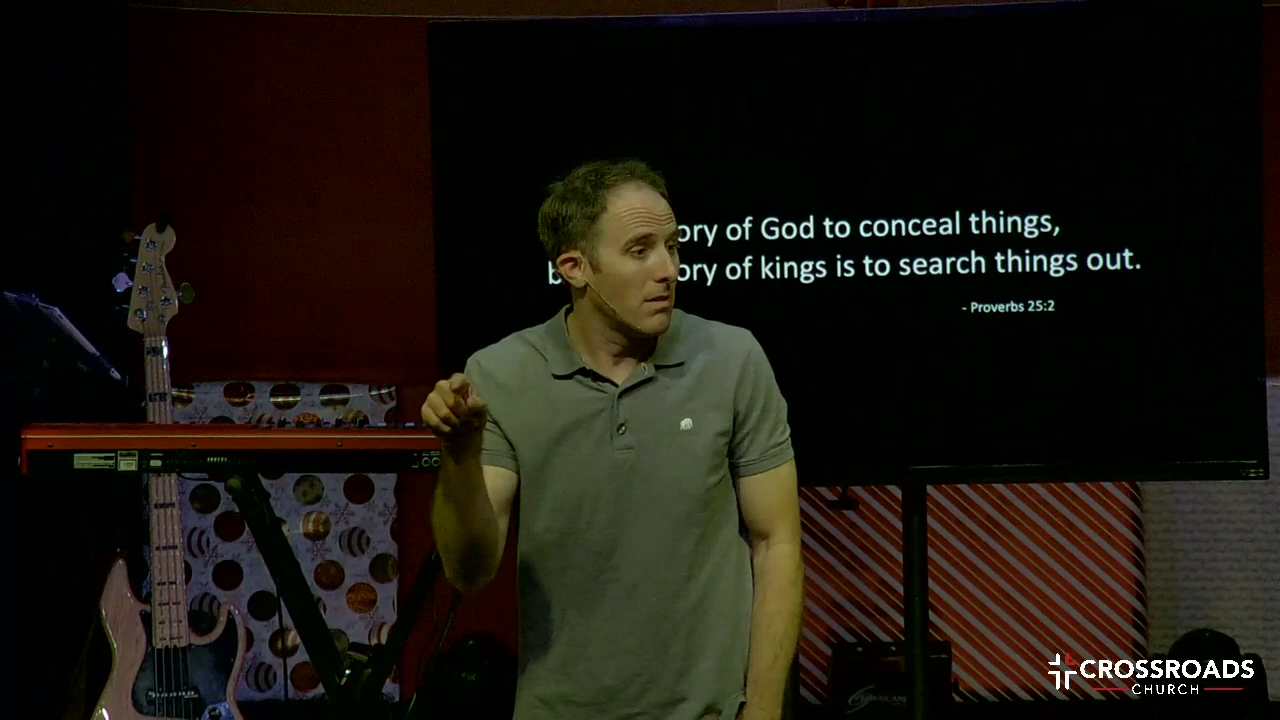 ory of God to conceal things,
b ory of kings is to search things out.
- Proverbs 25:2
CROSSROADS
CHURCH